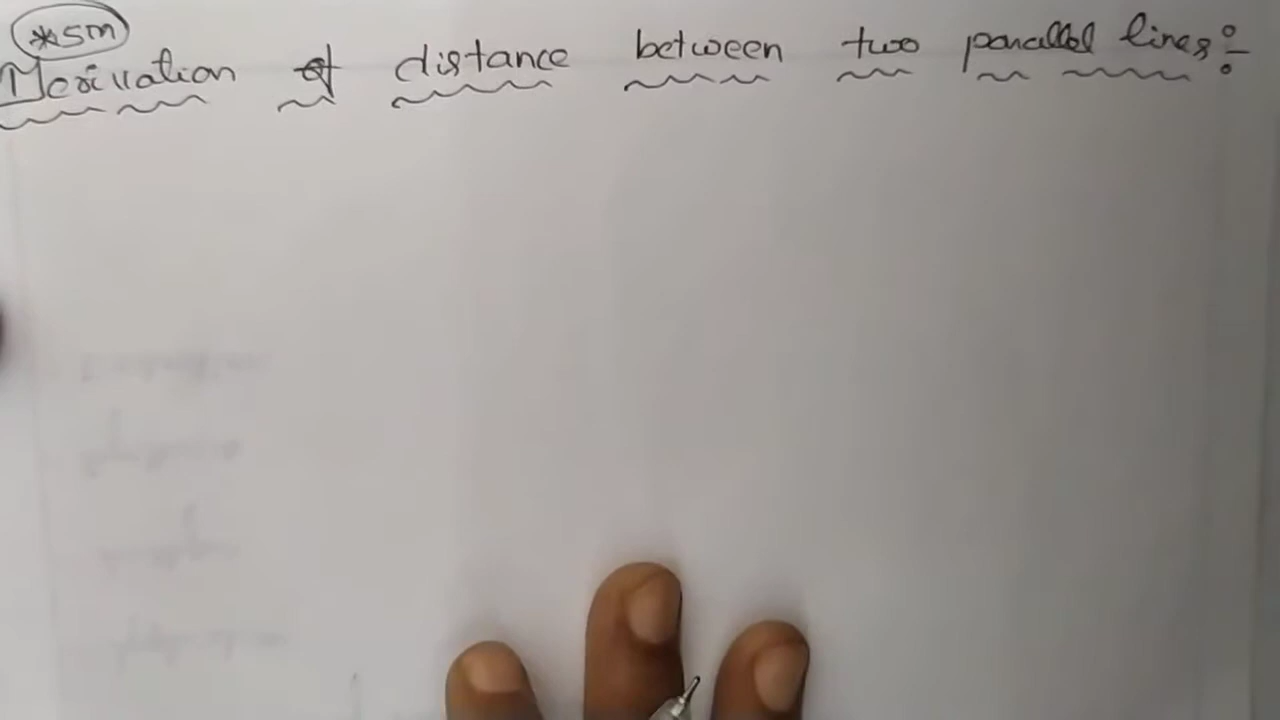 *5m
Derivation of distance between two parallel lines:-